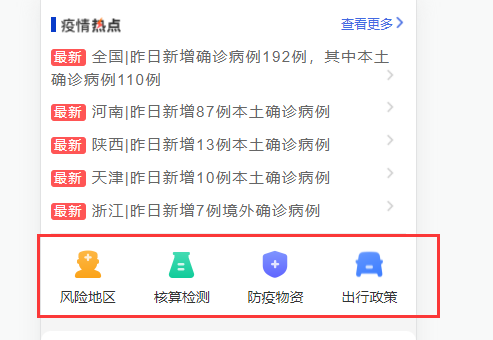 疫情热点 查看更多
最新 全国|昨日新增确诊病例192例，其中本土
确诊病例110例
最新 河南|昨日新增87例本土确诊病例
最新 陕西|昨日新增13例本土确诊病例
最新 天津|昨日新增10例本土确诊病例
最新 浙江|昨日新增7例境外确诊病例
风险地区 核算检测 防疫物资 出行政策